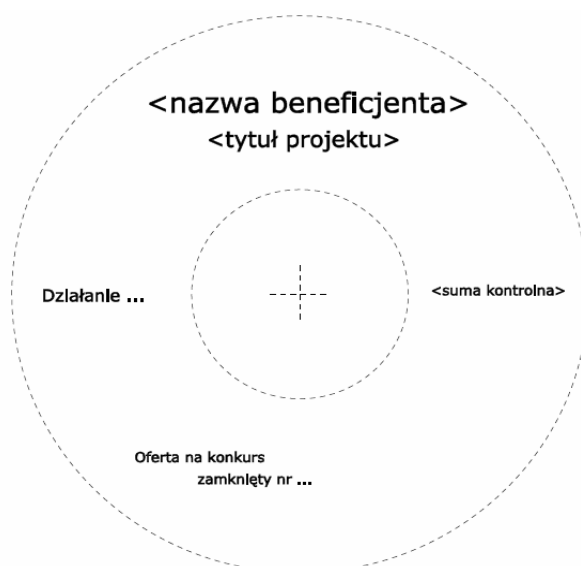 <nazwa beneficjenta>
<tytuł projektu>
Działanie ...
<suma kontrolna>
Oferta na konkurs
zamknięty nr ...